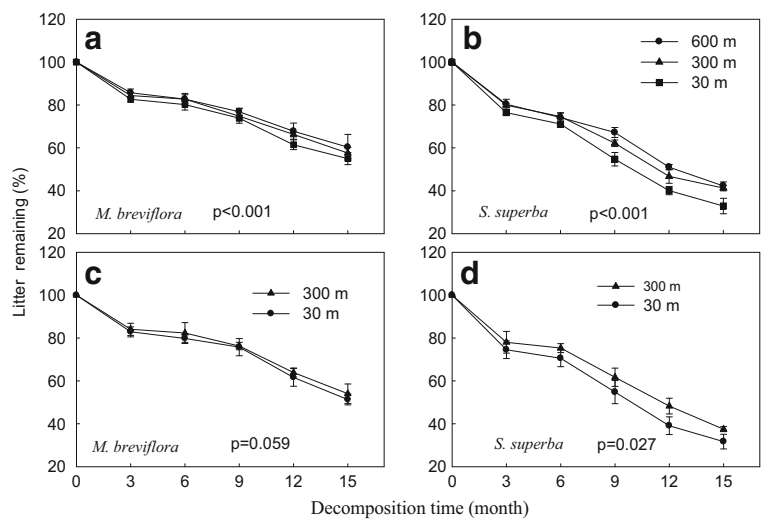 120 120
a b
100 100
600 m
300 m
30 m
80 80
60 60
40 40
M. breviflora p<0.001 S. superba p<0.001
20 20
Litter remaining (%)
120 120
c d
300 m 300 m
30 m 30 m
100 100
80 80
60 60
40 40
M. breviflora p=0.059 S. superba p=0.027
20 20
0 3 6 9 12 15 0 3 6 9 12 15
Decomposition time (month)